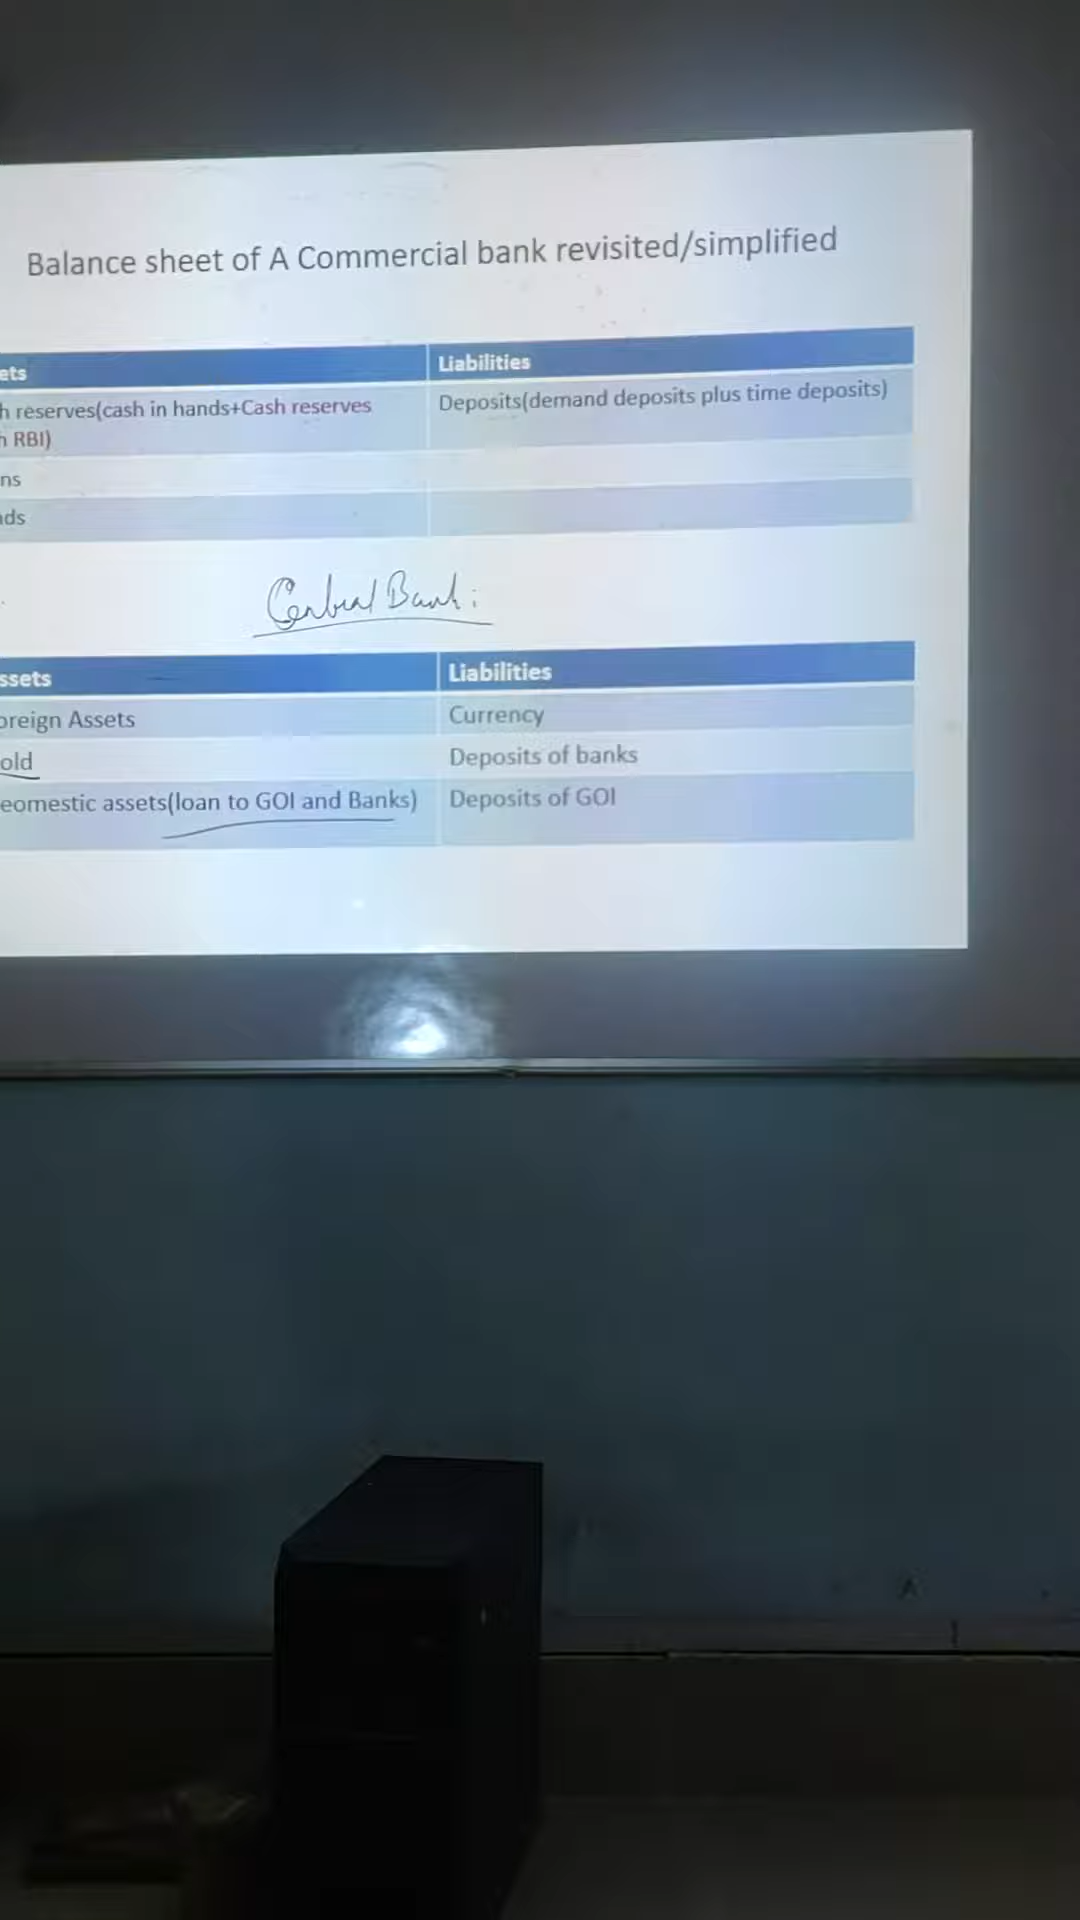 Balance sheet of A Commercial bank revisited/simplified
ets
Liabilities
h reserves(cash in hands+Cash reserves
h RBI)
Deposits(demand deposits plus time deposits)
ns
ds
Central Bank:
ssets
Liabilities
oreign Assets
Currency
old
Deposits of banks
eomestic assets(loan to GOI and Banks)
Deposits of GOI